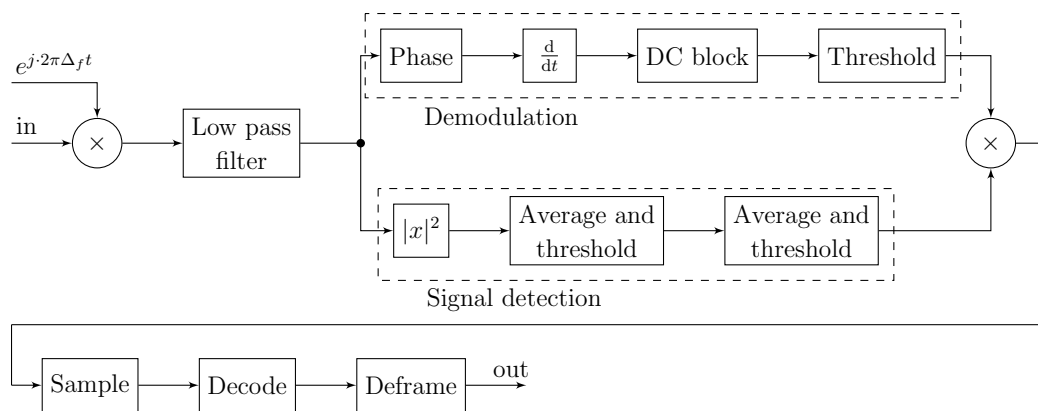 e^{j·2πΔ_f t}
in
×
Low pass
filter
Phase
d
dt
DC block
Threshold
Demodulation
×
|x|²
Average and
threshold
Average and
threshold
Signal detection
Sample
Decode
Deframe
out